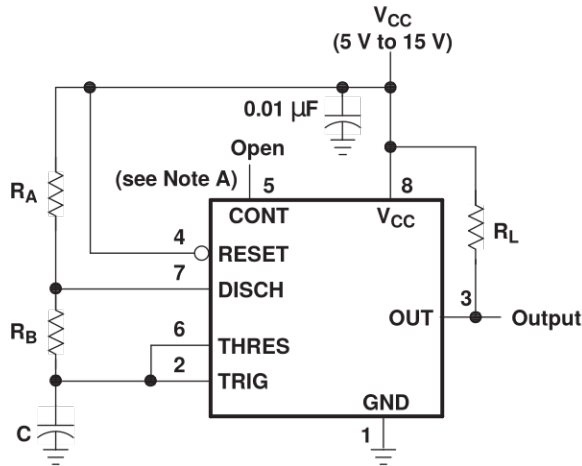 VCC
(5 V to 15 V)
0.01 µF
Open
(see Note A)
5
8
RA
CONT
VCC
4
RESET
RL
7
DISCH
3
RB
OUT
Output
6
THRES
2
TRIG
GND
C
1